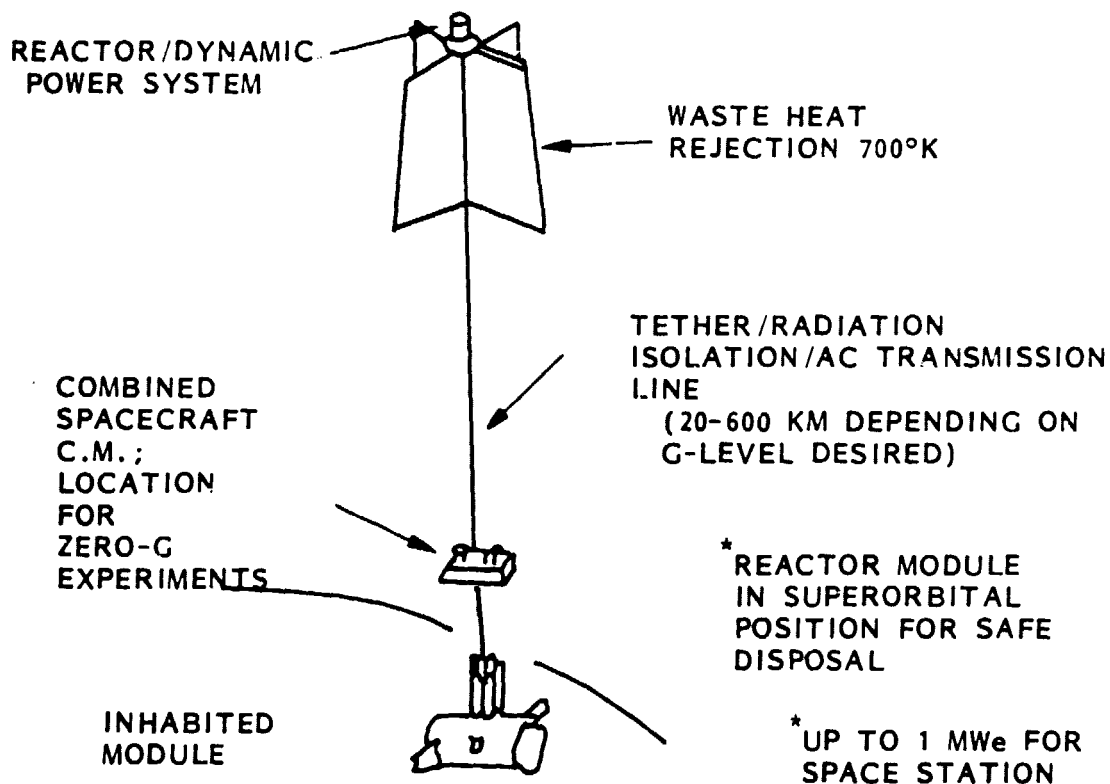 REACTOR/DYNAMIC
POWER SYSTEM
WASTE HEAT
REJECTION 700°K
TETHER/RADIATION
ISOLATION/AC TRANSMISSION
LINE
(20-600 KM DEPENDING ON
G-LEVEL DESIRED)
COMBINED
SPACECRAFT
C.M.;
LOCATION
FOR
ZERO-G
EXPERIMENTS
*REACTOR MODULE
IN SUPERORBITAL
POSITION FOR SAFE
DISPOSAL
INHABITED
MODULE
*UP TO 1 MWe FOR
SPACE STATION